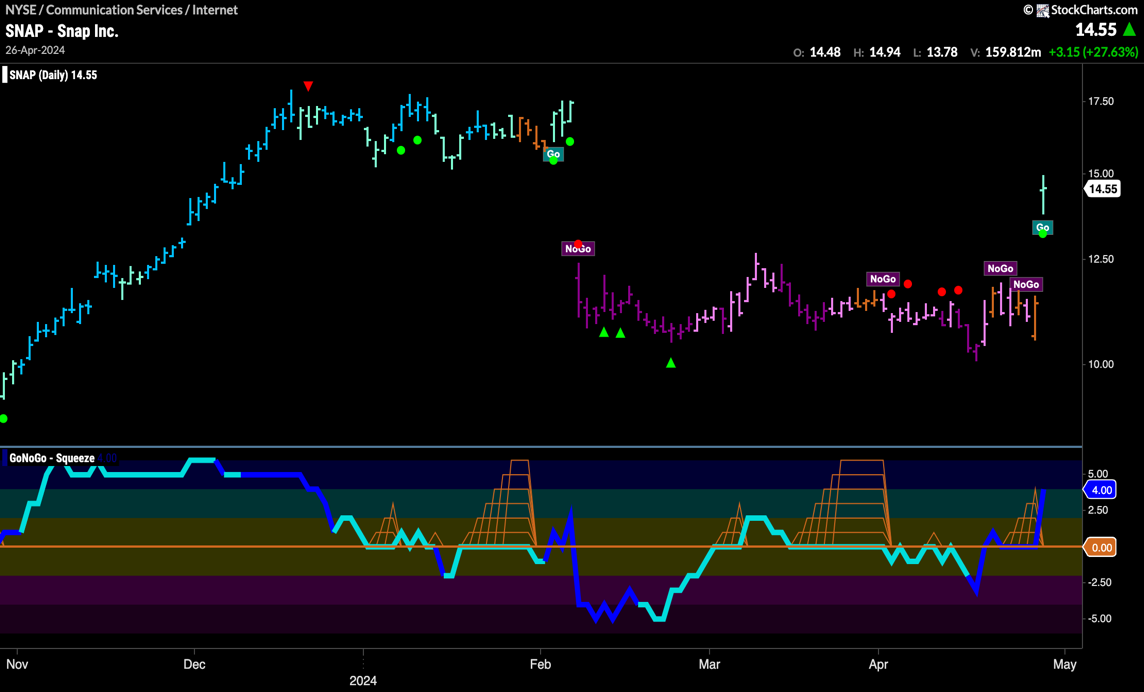 NYSE / Communication Services / Internet
© StockCharts.com
SNAP - Snap Inc.
14.55
26-Apr-2024
O: 14.48 H: 14.94 L: 13.78 V: 159.812m +3.15 (+27.63%)
SNAP (Daily) 14.55
17.50
Go
15.00
14.55
Go
NoGo
12.50
NoGo
NoGo
NoGo
10.00
GoNoGo - Squeeze 4.00
5.00
4.00
2.50
0.00
-2.50
-5.00
Nov Dec Feb Mar Apr May
2024